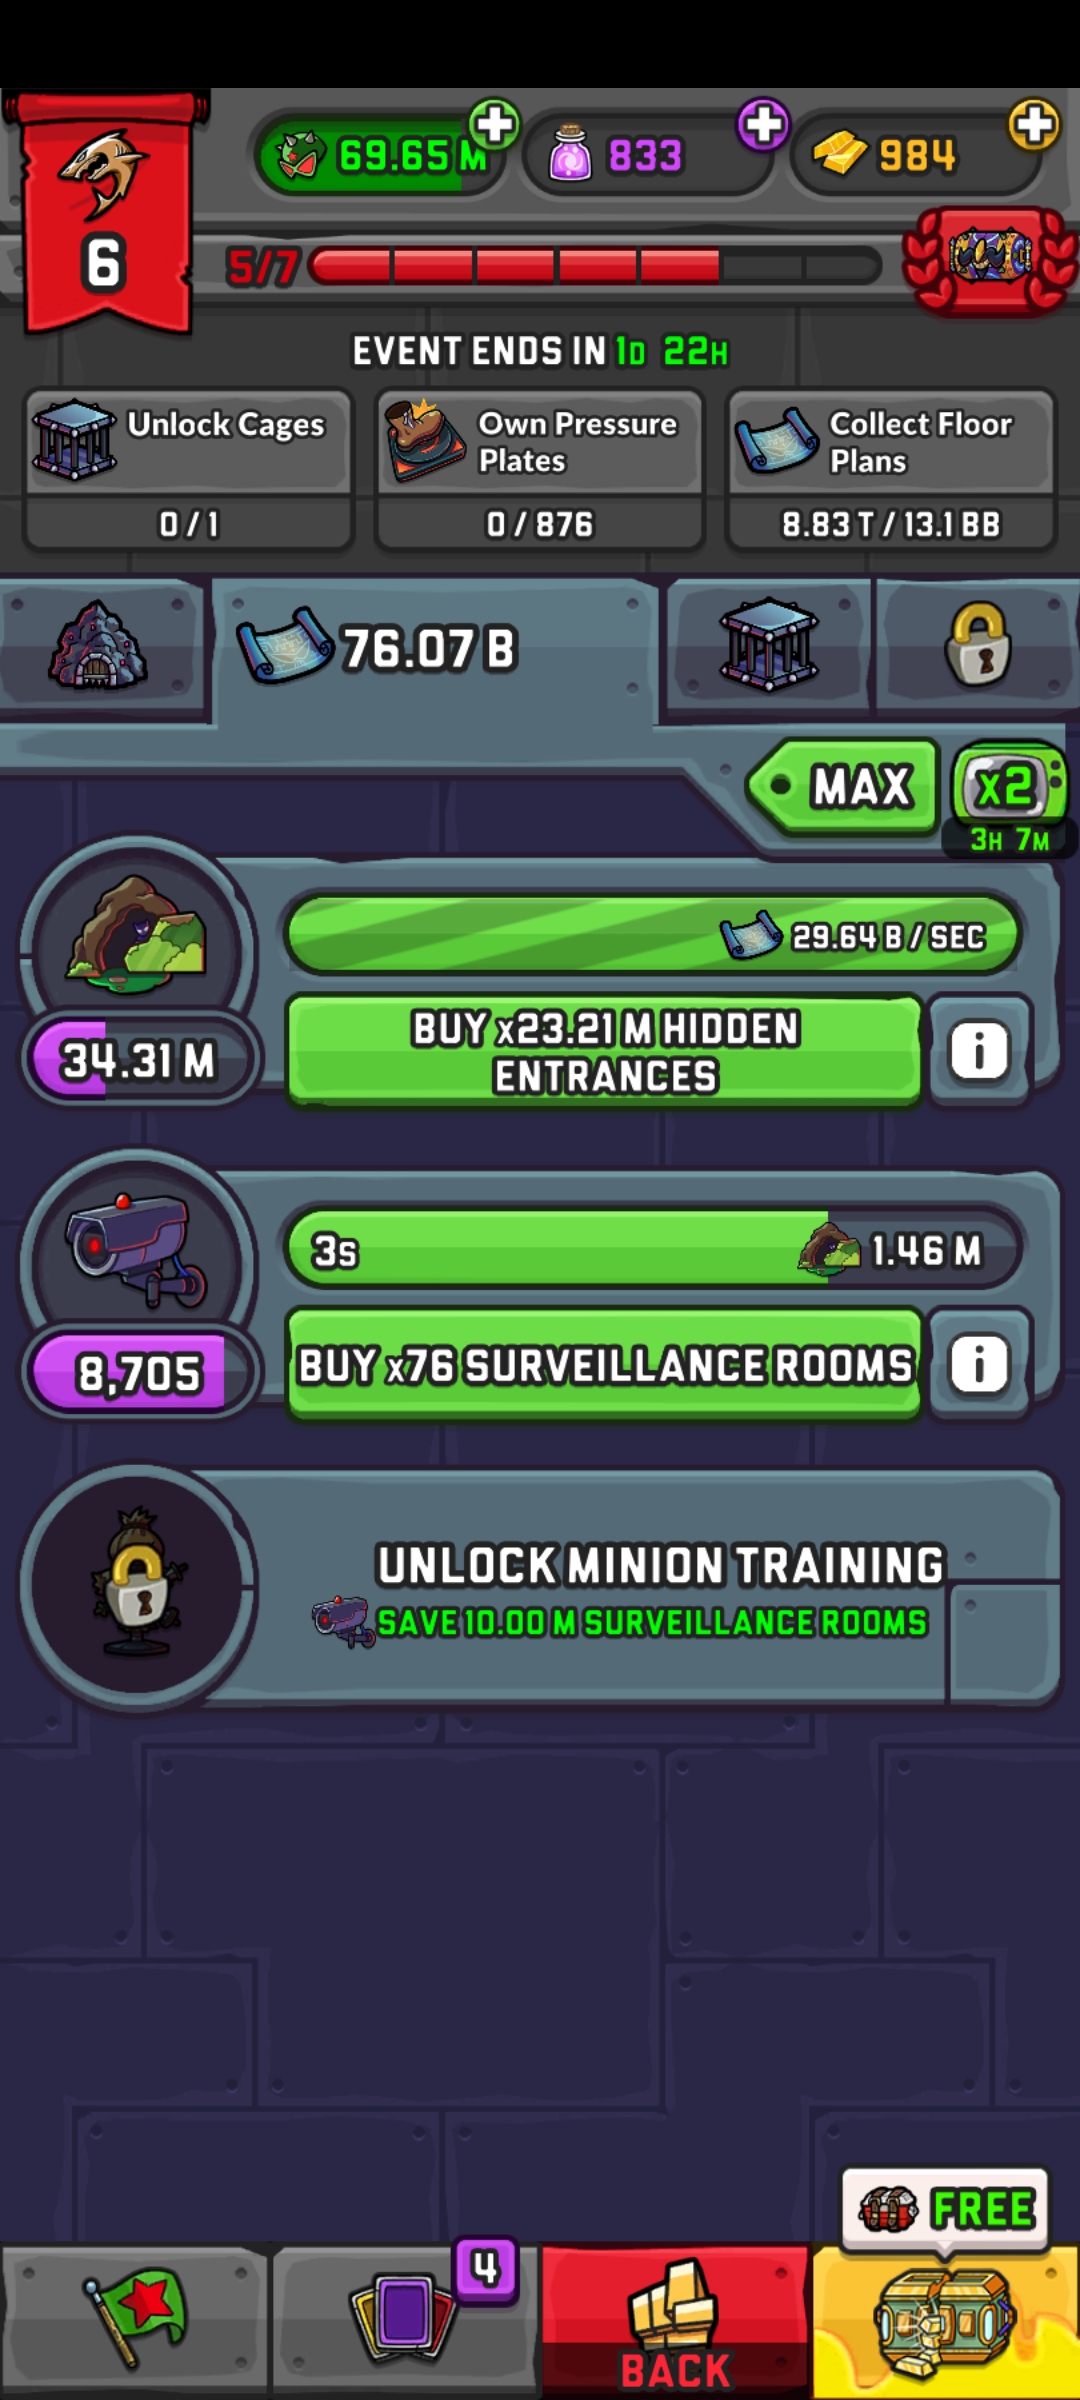 69.65 M
833
984
6
5/7
EVENT ENDS IN 1D 22H
Unlock Cages
0 / 1
Own Pressure
Plates
0 / 876
Collect Floor
Plans
8.83 T / 13.1 BB
76.07 B
MAX
x2
3H 7M
29.64 B / SEC
34.31 M
BUY x23.21 M HIDDEN
ENTRANCES
i
3S
1.46 M
8,705
BUY x76 SURVEILLANCE ROOMS
i
UNLOCK MINION TRAINING
SAVE 10.00 M SURVEILLANCE ROOMS
FREE
4
BACK